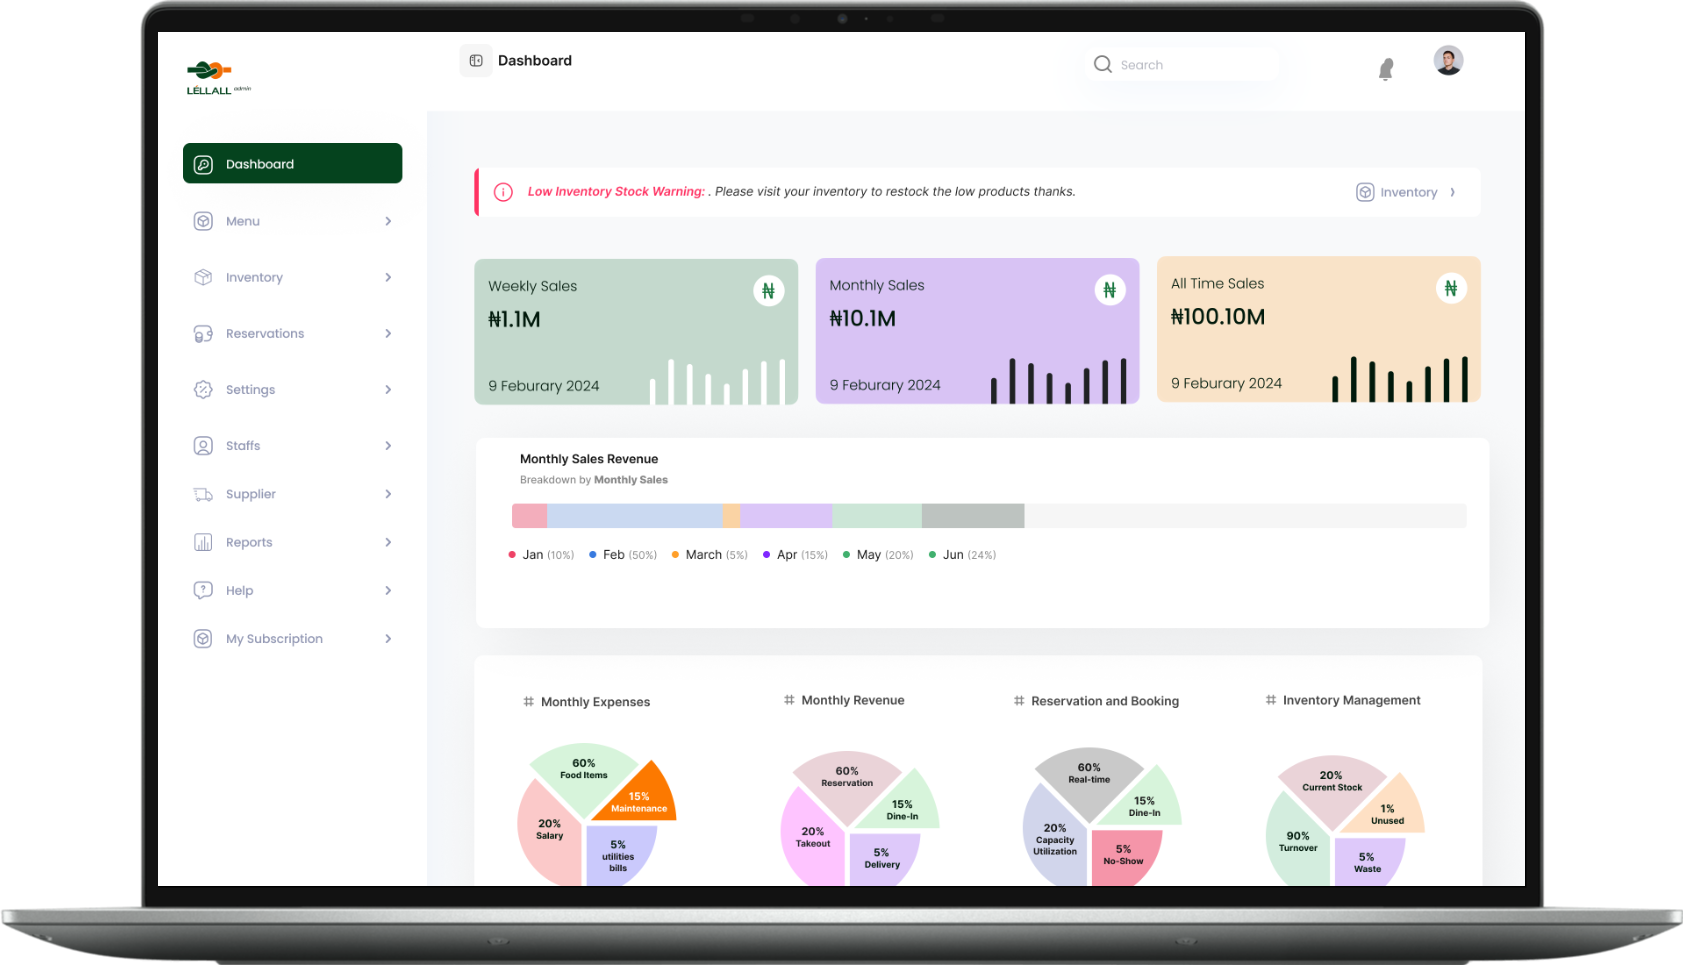 LELLALL admin
Dashboard
Search
Dashboard
Menu
Inventory
Reservations
Settings
Staffs
Supplier
Reports
Help
My Subscription
Low Inventory Stock Warning: . Please visit your inventory to restock the low products thanks.
Inventory
Weekly Sales
₦1.1M
9 Feburary 2024
Monthly Sales
₦10.1M
9 Feburary 2024
All Time Sales
₦100.10M
9 Feburary 2024
Monthly Sales Revenue
Breakdown by Monthly Sales
Jan (10%) Feb (50%) March (5%) Apr (15%) May (20%) Jun (24%)
# Monthly Expenses
60%
Food Items
15%
Maintenance
20%
Salary
5%
utilities
bills
# Monthly Revenue
60%
Reservation
15%
Dine-In
20%
Takeout
5%
Delivery
# Reservation and Booking
60%
Real-time
15%
Dine-In
20%
Capacity
Utilization
5%
No-Show
# Inventory Management
20%
Current Stock
1%
Unused
90%
Turnover
5%
Waste